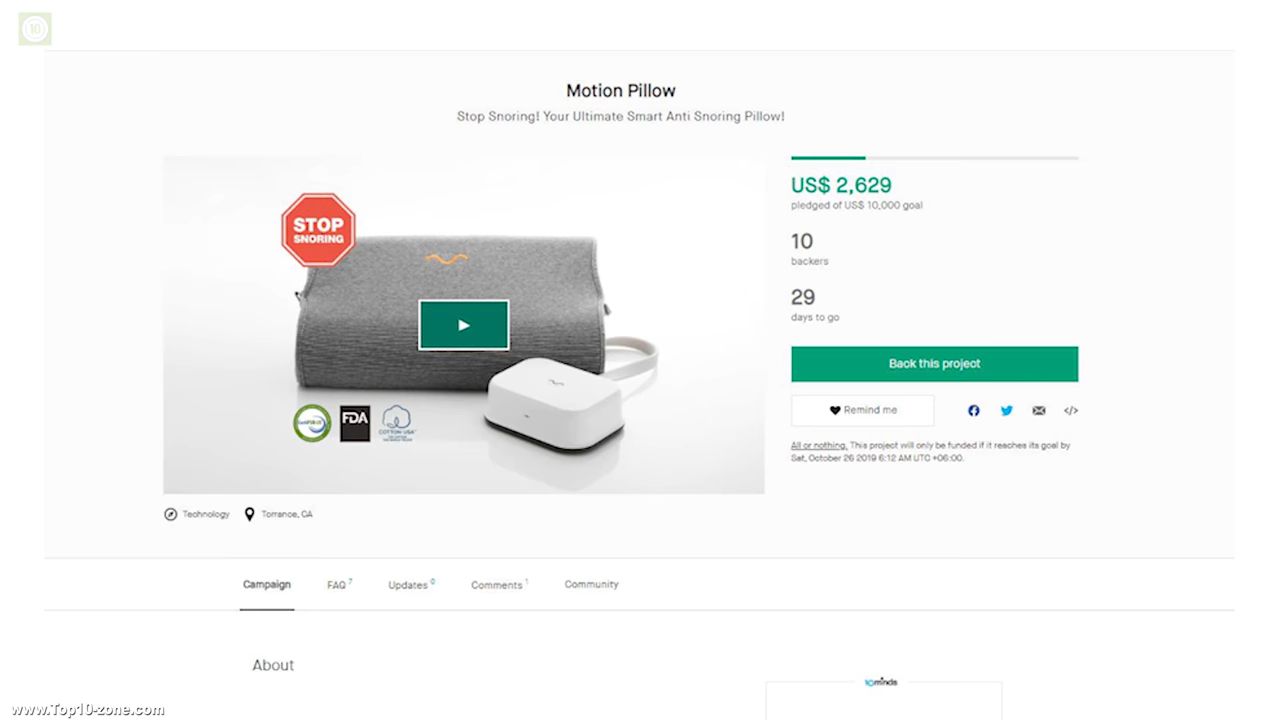 10
Motion Pillow
Stop Snoring! Your Ultimate Smart Anti Snoring Pillow!
STOP
SNORING
FDA
COTTON USA
US$ 2,629
pledged of US$ 10,000 goal
10
backers
29
days to go
Back this project
Remind me
</>
All or nothing. This project will only be funded if it reaches its goal by
Sat, October 26 2019 6:12 AM UTC +06:00.
Technology
Torrance, CA
Campaign
FAQ 7
Updates 0
Comments 1
Community
About
10minds
www.Top10-zone.com